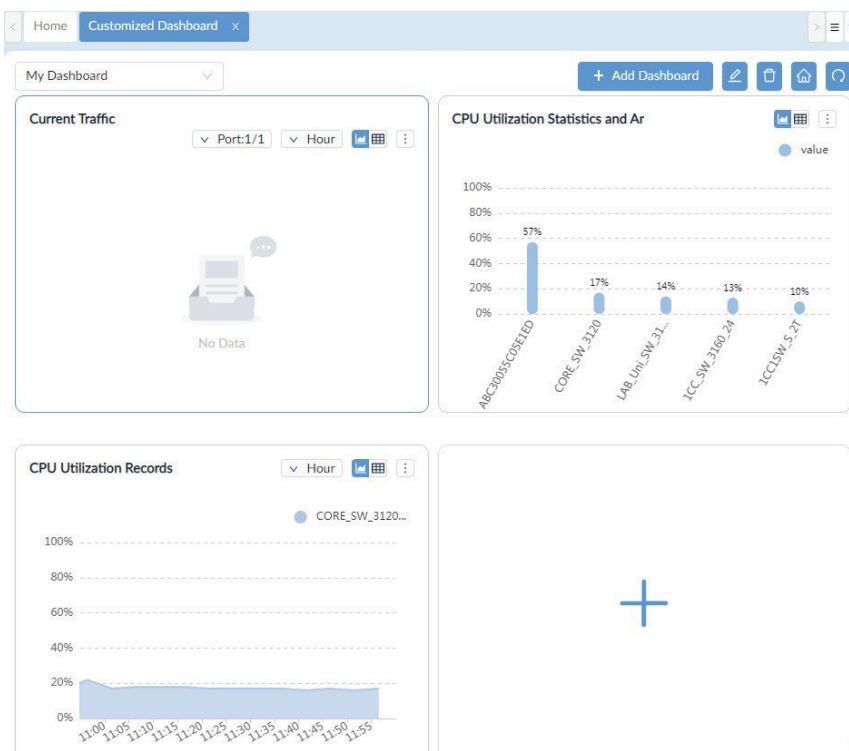 Home Customized Dashboard ×
My Dashboard
+ Add Dashboard
Current Traffic
Port:1/1 Hour
No Data
CPU Utilization Statistics and Ar
value
100%
80%
60%
40%
20%
0%
57%
17%
14%
13%
10%
ABC30055C05E1ED
CORE_SW_3120
LAB_Uni_SW_31...
1CC_SW_3160_24
1CC1SW_S_2T
CPU Utilization Records
Hour
CORE_SW_3120...
100%
80%
60%
40%
20%
0%
11:00
11:05
11:10
11:15
11:20
11:25
11:30
11:35
11:40
11:45
11:50
11:55